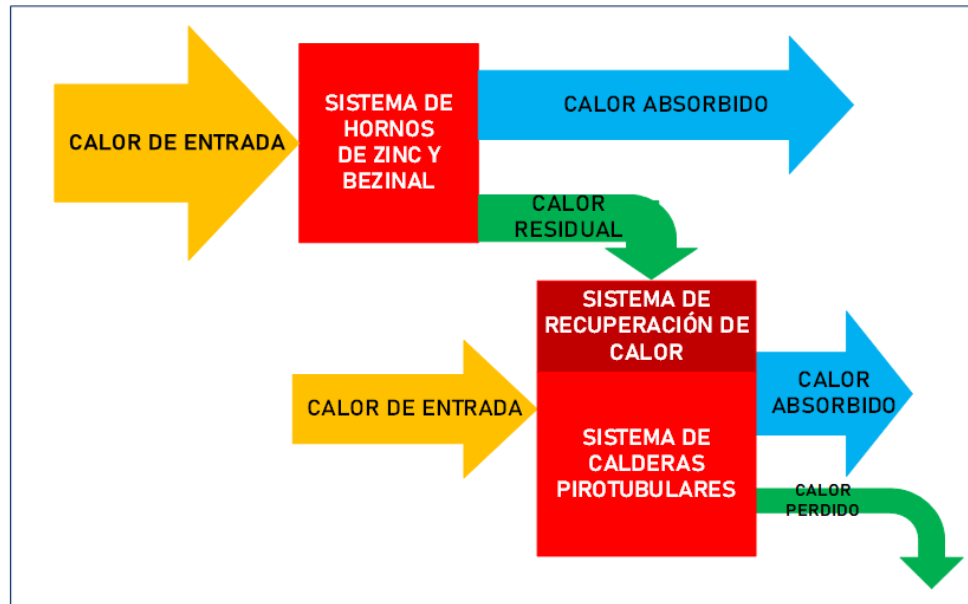 SISTEMA DE
HORNOS
DE ZINC Y
BEZINAL
CALOR DE ENTRADA
CALOR ABSORBIDO
CALOR
RESIDUAL
SISTEMA DE
RECUPERACIÓN DE
CALOR
CALOR DE ENTRADA
CALOR
ABSORBIDO
SISTEMA DE
CALDERAS
PIROTUBULARES
CALOR
PERDIDO